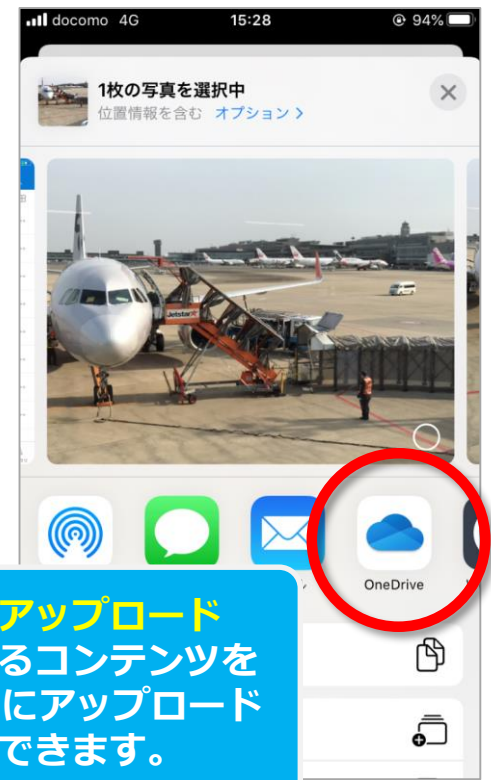 docomo 4G 15:28 94%
1枚の写真を選択中
位置情報を含む オプション
Jetstar
OneDrive
アップロード
るコンテンツを
にアップロード
できます。